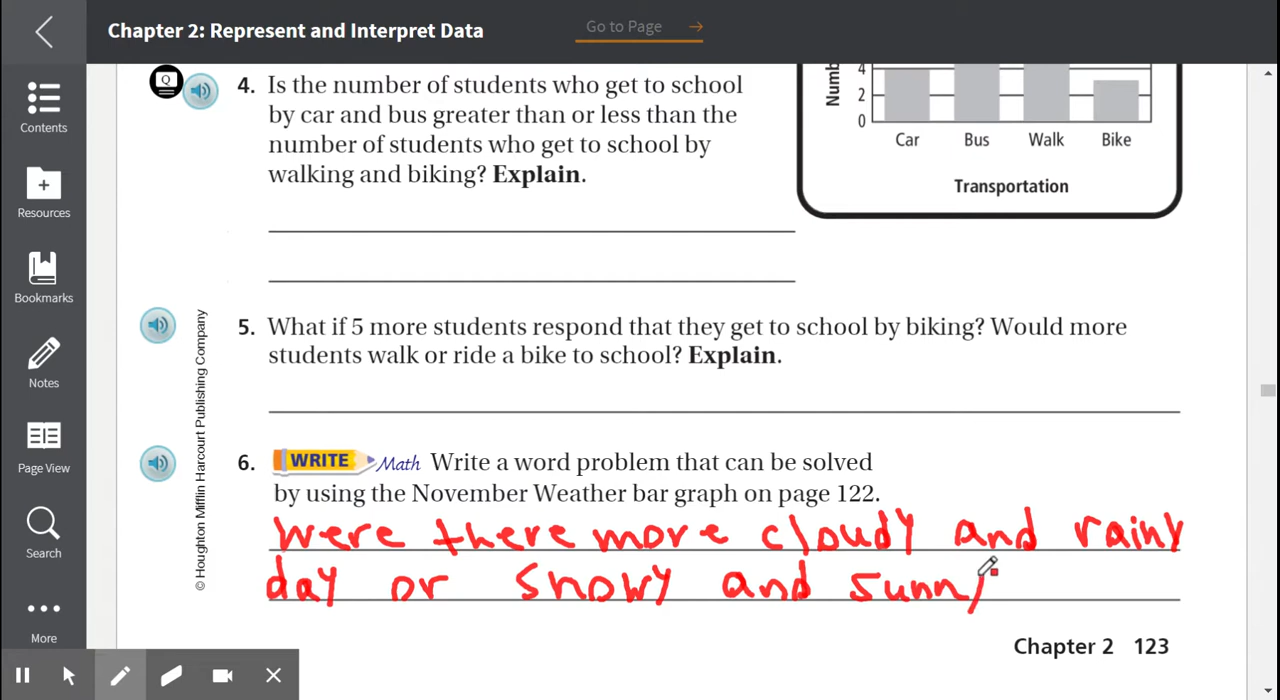 Chapter 2: Represent and Interpret Data
Go to Page →
Contents
Resources
Bookmarks
Notes
Page View
Search
More
Q
4. Is the number of students who get to school
by car and bus greater than or less than the
number of students who get to school by
walking and biking? Explain.
Numb
4
2
0
Car Bus Walk Bike
Transportation
© Houghton Mifflin Harcourt Publishing Company
5. What if 5 more students respond that they get to school by biking? Would more
students walk or ride a bike to school? Explain.
6. WRITE Math Write a word problem that can be solved
by using the November Weather bar graph on page 122.
Were there more cloudy and rainy
day or snowy and sunny
Chapter 2 123